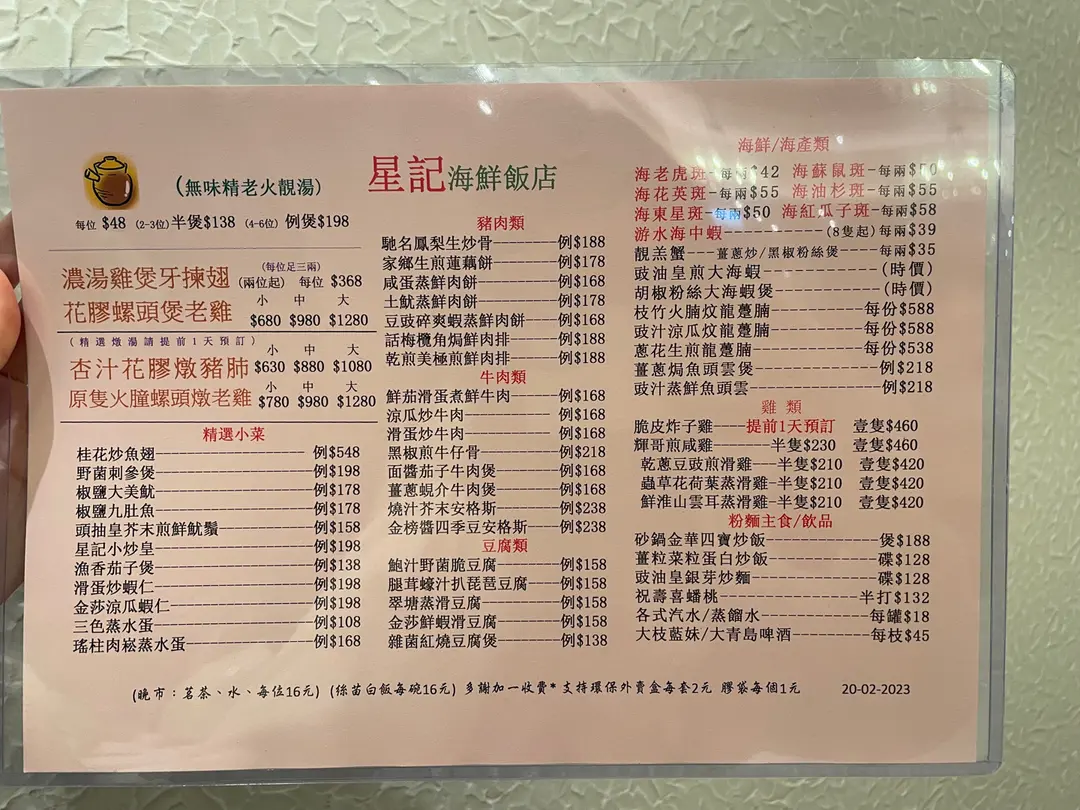 星記海鮮飯店
(無味精老火靚湯)
每位 $48 (2-3位)半煲$138 (4-6位) 例煲$198
濃湯雞煲牙揀翅 (每位足三兩) (兩位起) 每位 $368
小 中 大
花膠螺頭煲老雞 $680 $980 $1280
(精選燉湯請提前1天預訂)
小 中 大
杏汁花膠燉豬肺 $630 $880 $1080
小 中 大
原隻火朣螺頭燉老雞 $780 $980 $1280
精選小菜
桂花炒魚翅 例$548
野菌刺參煲 例$198
椒鹽大美魷 例$178
椒鹽九肚魚 例$178
頭抽皇芥末煎鮮魷鬚 例$158
星記小炒皇 例$198
漁香茄子煲 例$138
滑蛋炒蝦仁 例$198
金莎涼瓜蝦仁 例$198
三色蒸水蛋 例$108
瑤柱肉崧蒸水蛋 例$168
豬肉類
馳名鳳梨生炒骨 例$188
家鄉生煎蓮藕餅 例$178
咸蛋蒸鮮肉餅 例$168
土魷蒸鮮肉餅 例$178
豆豉碎爽蝦蒸鮮肉餅 例$168
話梅欖角焗鮮肉排 例$188
乾煎美極煎鮮肉排 例$188
牛肉類
鮮茄滑蛋煮鮮牛肉 例$168
涼瓜炒牛肉 例$168
滑蛋炒牛肉 例$168
黑椒煎牛仔骨 例$218
面醬茄子牛肉煲 例$168
薑蔥蜆介牛肉煲 例$168
燒汁芥末安格斯 例$238
金榜醬四季豆安格斯 例$238
豆腐類
鮑汁野菌脆豆腐 例$158
腿茸蠔汁扒琵琶豆腐 例$158
翠塘蒸滑豆腐 例$158
金莎鮮蝦滑豆腐 例$158
雜菌紅燒豆腐煲 例$138
海鮮/海產類
海老虎斑-每兩$42 海蘇鼠斑-每兩
海花英斑-每兩$55 海油杉斑-每兩$55
海東星斑-每兩$50 海紅瓜子斑-每兩$58
游水海中蝦 (8隻起)每兩$39
靚羔蟹 薑蔥炒/黑椒粉絲煲 每兩$35
豉油皇煎大海蝦 (時價)
胡椒粉絲大海蝦煲 (時價)
枝竹火腩炆龍躉腩 每份$588
豉汁涼瓜炆龍躉腩 每份$588
蔥花生煎龍躉腩 每份$538
薑蔥焗魚頭雲煲 例$218
豉汁蒸鮮魚頭雲 例$218
雞類
脆皮炸子雞 提前1天預訂 壹隻$460
輝哥煎咸雞 半隻$230 壹隻$460
乾蔥豆豉煎滑雞 半隻$210 壹隻$420
蟲草花荷葉蒸滑雞 半隻$210 壹隻$420
鮮淮山雲耳蒸滑雞 半隻$210 壹隻$420
粉麵主食/飲品
砂鍋金華四寶炒飯 煲$188
薑粒菜粒蛋白炒飯 碟$128
豉油皇銀芽炒麵 碟$128
祝壽喜蟠桃 半打$132
各式汽水/蒸餾水 每罐$18
大枝藍妹/大青島啤酒 每枝$45
(晚市：茗茶、水、每位16元) (絲苗白飯每碗16元) 多謝加一收費* 支持環保外賣盒每套2元 膠袋每個1元 20-02-2023